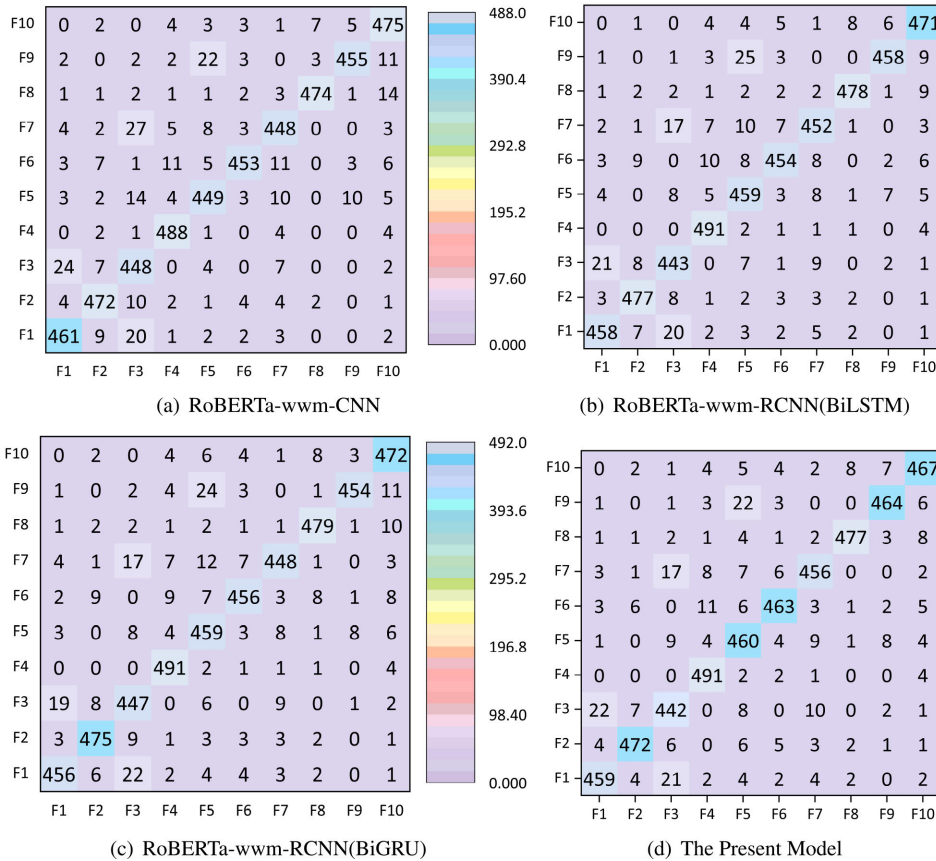 F10 0 2 0 4 3 3 1 7 5 475
F9 2 0 2 2 22 3 0 3 455 11
F8 1 1 2 1 1 2 3 474 1 14
F7 4 2 27 5 8 3 448 0 0 3
F6 3 7 1 11 5 453 11 0 3 6
F5 3 2 14 4 449 3 10 0 10 5
F4 0 2 1 488 1 0 4 0 0 4
F3 24 7 448 0 4 0 7 0 0 2
F2 4 472 10 2 1 4 4 2 0 1
F1 461 9 20 1 2 2 3 0 0 2
F1 F2 F3 F4 F5 F6 F7 F8 F9 F10
488.0
390.4
292.8
195.2
97.60
0.000
(a) RoBERTa-wwm-CNN
F10 0 1 0 4 4 5 1 8 6 471
F9 1 0 1 3 25 3 0 0 458 9
F8 1 2 2 1 2 2 2 478 1 9
F7 2 1 17 7 10 7 452 1 0 3
F6 3 9 0 10 8 454 8 0 2 6
F5 4 0 8 5 459 3 8 1 7 5
F4 0 0 0 491 2 1 1 1 0 4
F3 21 8 443 0 7 1 9 0 2 1
F2 3 477 8 1 2 3 3 2 0 1
F1 458 7 20 2 3 2 5 2 0 1
F1 F2 F3 F4 F5 F6 F7 F8 F9 F10
(b) RoBERTa-wwm-RCNN(BiLSTM)
F10 0 2 0 4 6 4 1 8 3 472
F9 1 0 2 4 24 3 0 1 454 11
F8 1 2 2 1 2 1 1 479 1 10
F7 4 1 17 7 12 7 448 1 0 3
F6 2 9 0 9 7 456 3 8 1 8
F5 3 0 8 4 459 3 8 1 8 6
F4 0 0 0 491 2 1 1 1 0 4
F3 19 8 447 0 6 0 9 0 1 2
F2 3 475 9 1 3 3 3 2 0 1
F1 456 6 22 2 4 4 3 2 0 1
F1 F2 F3 F4 F5 F6 F7 F8 F9 F10
492.0
393.6
295.2
196.8
98.40
0.000
(c) RoBERTa-wwm-RCNN(BiGRU)
F10 0 2 1 4 5 4 2 8 7 467
F9 1 0 1 3 22 3 0 0 464 6
F8 1 1 2 1 4 1 2 477 3 8
F7 3 1 17 8 7 6 456 0 0 2
F6 3 6 0 11 6 463 3 1 2 5
F5 1 0 9 4 460 4 9 1 8 4
F4 0 0 0 491 2 2 1 0 0 4
F3 22 7 442 0 8 0 10 0 2 1
F2 4 472 6 0 6 5 3 2 1 1
F1 459 4 21 2 4 2 4 2 0 2
F1 F2 F3 F4 F5 F6 F7 F8 F9 F10
(d) The Present Model